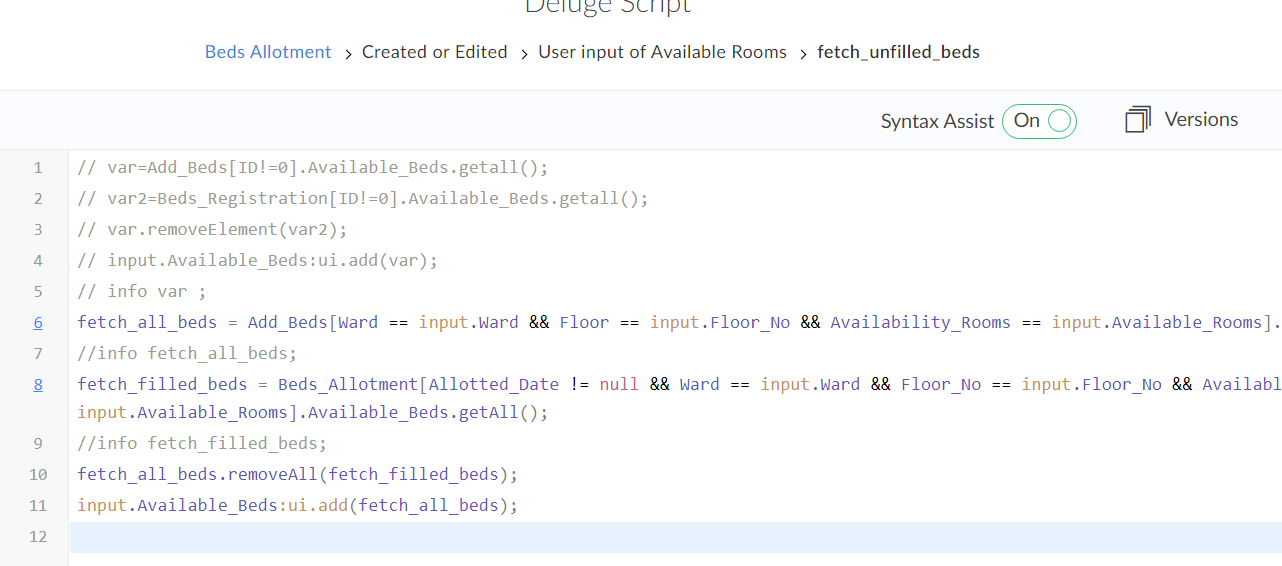 Deluge Script
Beds Allotment > Created or Edited > User input of Available Rooms > fetch_unfilled_beds
Syntax Assist On Versions
1 // var=Add_Beds[ID!=0].Available_Beds.getall();
2 // var2=Beds_Registration[ID!=0].Available_Beds.getall();
3 // var.removeElement(var2);
4 // input.Available_Beds:ui.add(var);
5 // info var ;
6 fetch_all_beds = Add_Beds[Ward == input.Ward && Floor == input.Floor_No && Availability_Rooms == input.Available_Rooms].
7 //info fetch_all_beds;
8 fetch_filled_beds = Beds_Allotment[Allotted_Date != null && Ward == input.Ward && Floor_No == input.Floor_No && Availabl
input.Available_Rooms].Available_Beds.getAll();
9 //info fetch_filled_beds;
10 fetch_all_beds.removeAll(fetch_filled_beds);
11 input.Available_Beds:ui.add(fetch_all_beds);
12